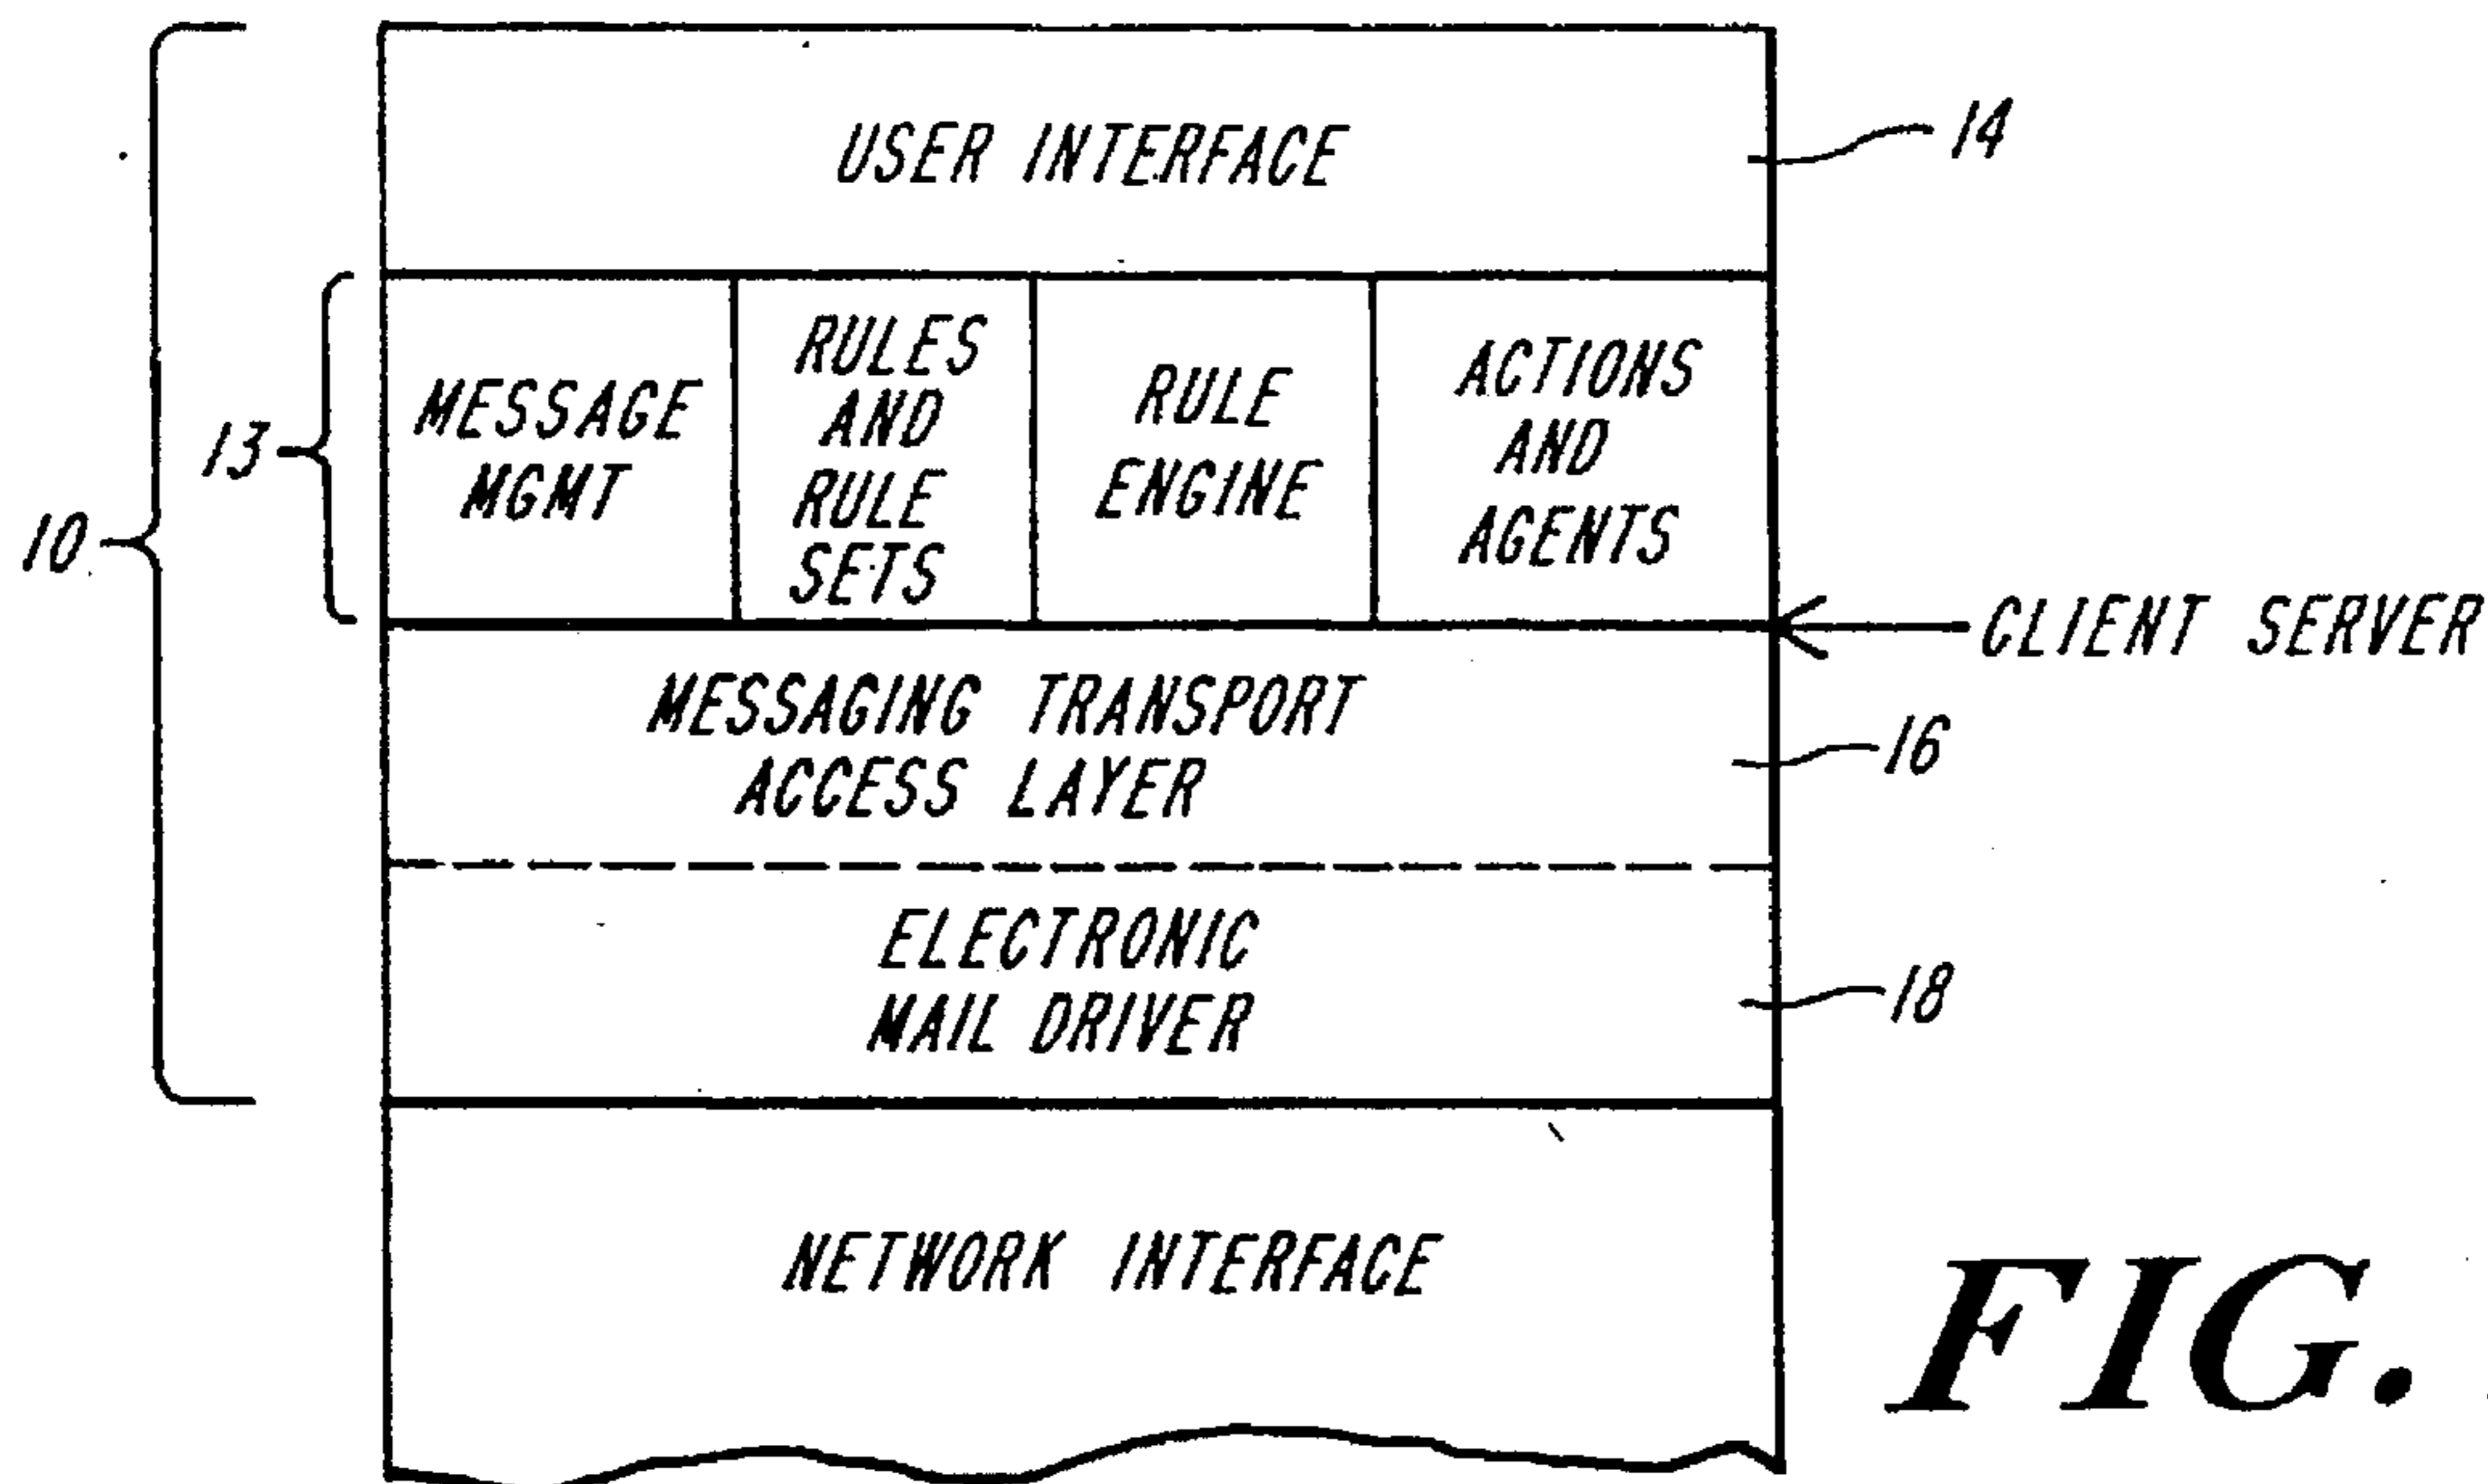 USER INTERFACE
14
MESSAGE
MGMT
RULES
AND
RULE
SETS
RULE
ENGINE
ACTIONS
AND
AGENTS
13
10
CLIENT SERVER
MESSAGING TRANSPORT
ACCESS LAYER
16
ELECTRONIC
MAIL DRIVER
18
NETWORK INTERFACE
FIG.